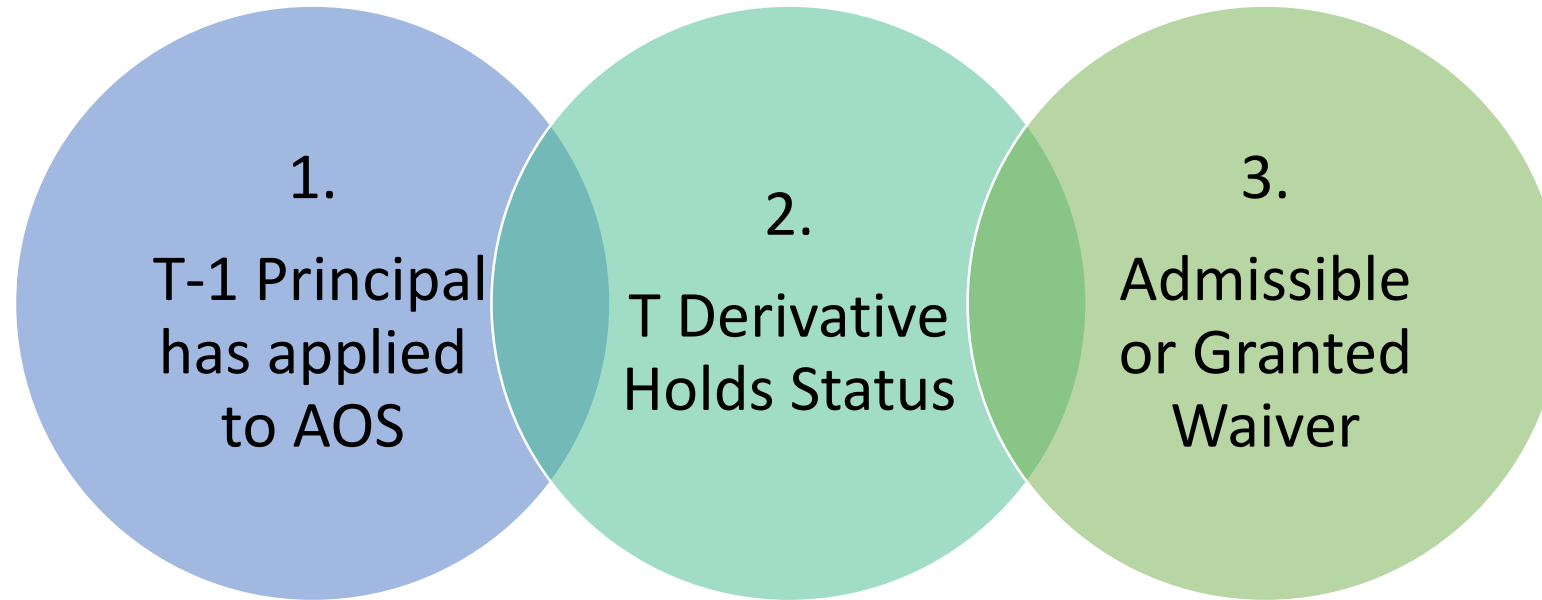 1.
T-1 Principal
has applied
to AOS
2.
T Derivative
Holds Status
3.
Admissible
or Granted
Waiver